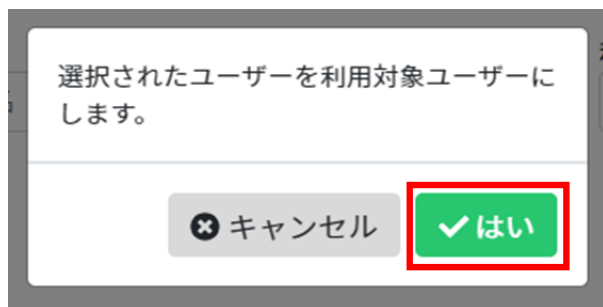 選択されたユーザーを利用対象ユーザーに
します。
キャンセル はい